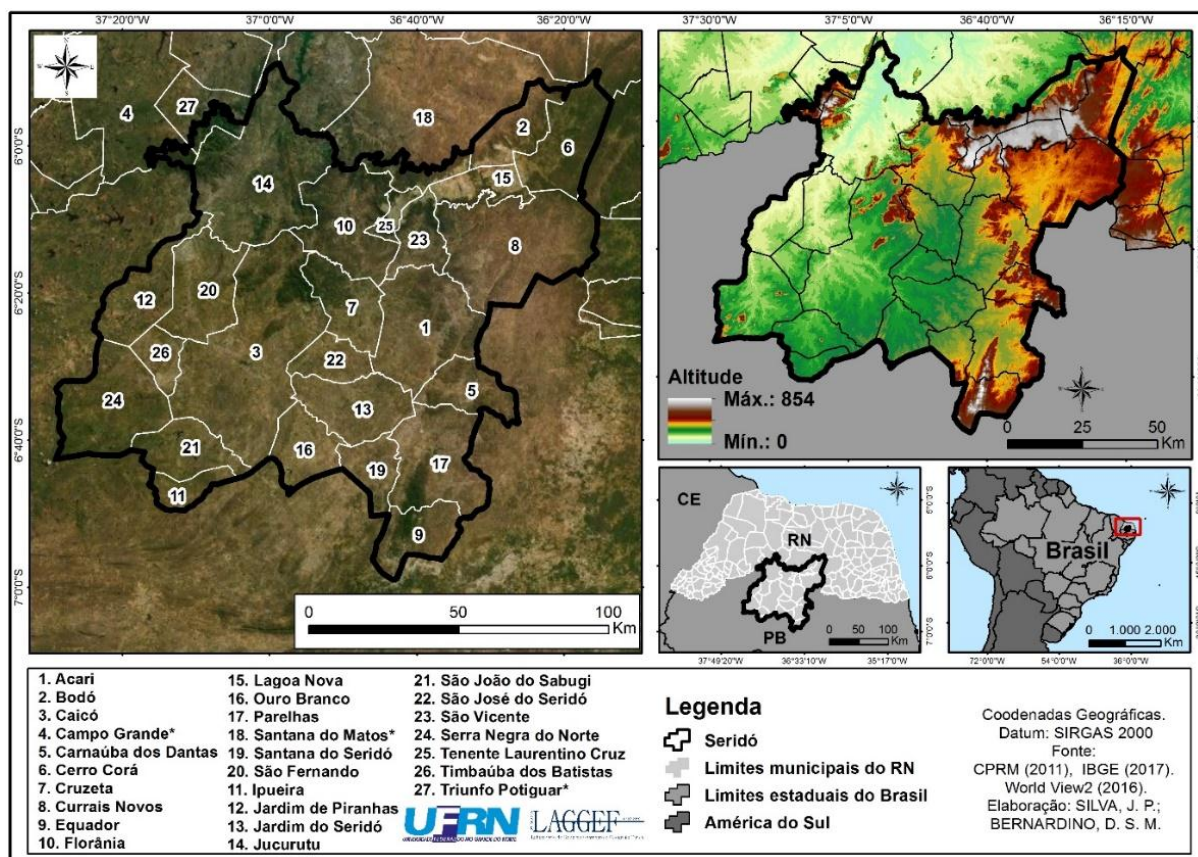 37°20'0"W 37°0'0"W 36°40'0"W 36°20'0"W
37°30'0"W 37°50'0"W 36°40'0"W 36°15'0"W
6°0'0"S
6°20'0"S
6°40'0"S
7°0'0"S
4
27
18
2
6
15
14
10
25
23
8
12
20
7
1
26
3
22
24
5
13
21
16
19
17
11
9
0 50 100
Km
Altitude
Máx.: 854
Mín.: 0
0 25 50
Km
CE
RN
PB
0 50 100
Km
37°49'20"W 36°33'10"W 35°17'0"W
Brasil
0 1.000 2.000
Km
72°0'0"W 54°0'0"W 36°0'0"W
1. Acari
2. Bodó
3. Caicó
4. Campo Grande*
5. Carnaúba dos Dantas
6. Cerro Corá
7. Cruzeta
8. Currais Novos
9. Equador
10. Florânia
15. Lagoa Nova
16. Ouro Branco
17. Parelhas
18. Santana do Matos*
19. Santana do Seridó
20. São Fernando
11. Ipueira
12. Jardim de Piranhas
13. Jardim do Seridó
14. Jucurutu
21. São João do Sabugi
22. São José do Seridó
23. São Vicente
24. Serra Negra do Norte
25. Tenente Laurentino Cruz
26. Timbaúba dos Batistas
27. Triunfo Potiguar*
UFRN
LAGGEF
Legenda
Seridó
Limites municipais do RN
Limites estaduais do Brasil
América do Sul
Coodenadas Geográficas.
Datum: SIRGAS 2000
Fonte:
CPRM (2011), IBGE (2017).
World View2 (2016).
Elaboração: SILVA, J. P.;
BERNARDINO, D. S. M.